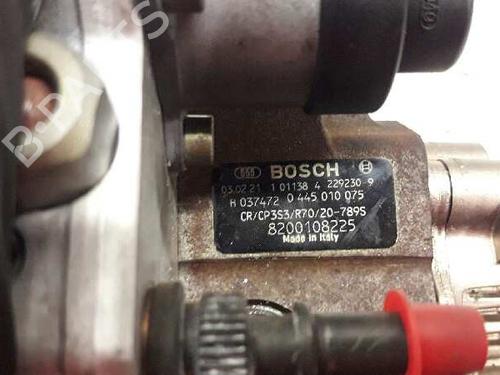 BOSCH
03.02.21 1 01138 4 229230-9
H 037472 0 445 010 075
CR/CP3S3/R70/20-789S
8200108225
Made in Italy
B-PARTS